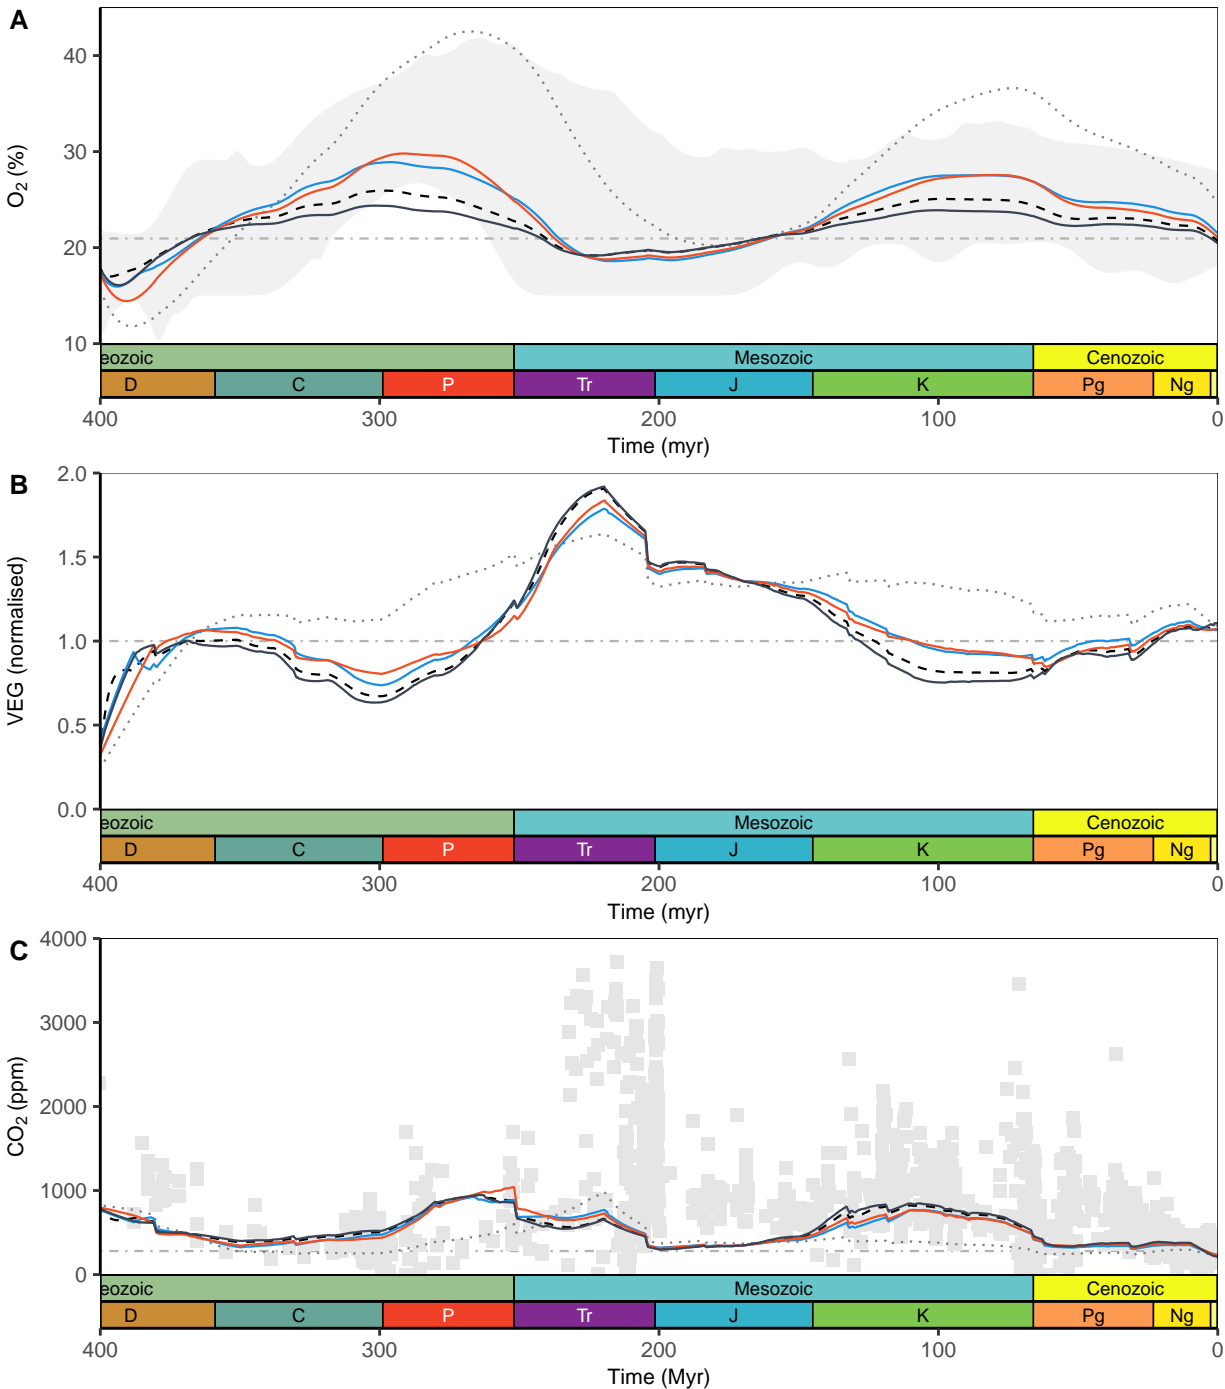 A
O2 (%)
40
30
20
10
eozoic Mesozoic Cenozoic
D C P Tr J K Pg Ng
400 300 200 100 0
Time (myr)
B
VEG (normalised)
2.0
1.5
1.0
0.5
0.0
eozoic Mesozoic Cenozoic
D C P Tr J K Pg Ng
400 300 200 100 0
Time (myr)
C
CO2 (ppm)
4000
3000
2000
1000
0
eozoic Mesozoic Cenozoic
D C P Tr J K Pg Ng
400 300 200 100 0
Time (Myr)